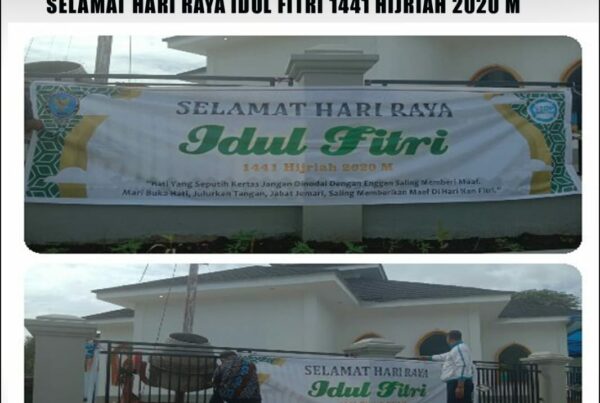 SELAMAT HARI RAYA IDUL FITRI 1441 HIJRIAH 2020 M
SELAMAT HARI RAYA
Idul Fitri
1441 Hijriah 2020 M
"Hati Yang Seputih Kertas Jangan Dinodai Dengan Enggan Saling Memberi Maaf.
Mari Buka Hati, Julurkan Tangan, Jabat Jemari, Saling Memberikan Maaf Di Hari Nan Fitri."
SELAMAT HARI RAYA
Idul Fitri